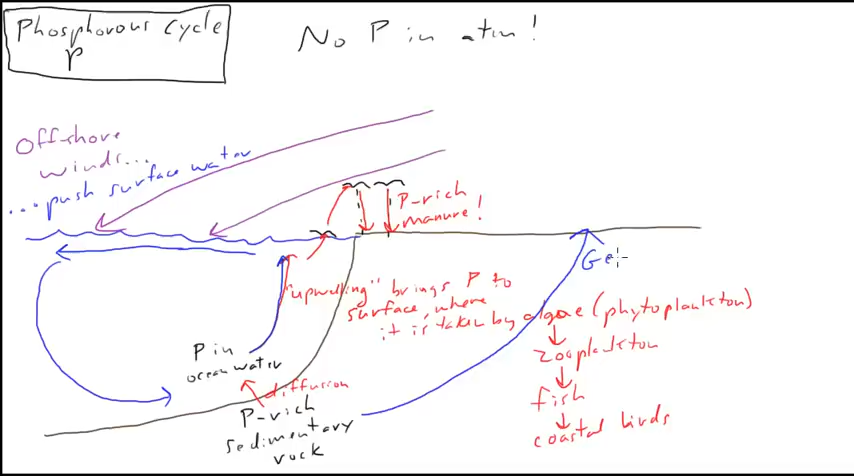 Phosphorous Cycle
P
No P in atm!
Off-shore
winds...
...push surface water
P-rich
manure!
"upwelling" brings P to
surface, where
it is taken by algae (phytoplankton)
zooplankton
fish
coastal birds
P in
ocean water
diffusion
P-rich
sedimentary
rock
Ge